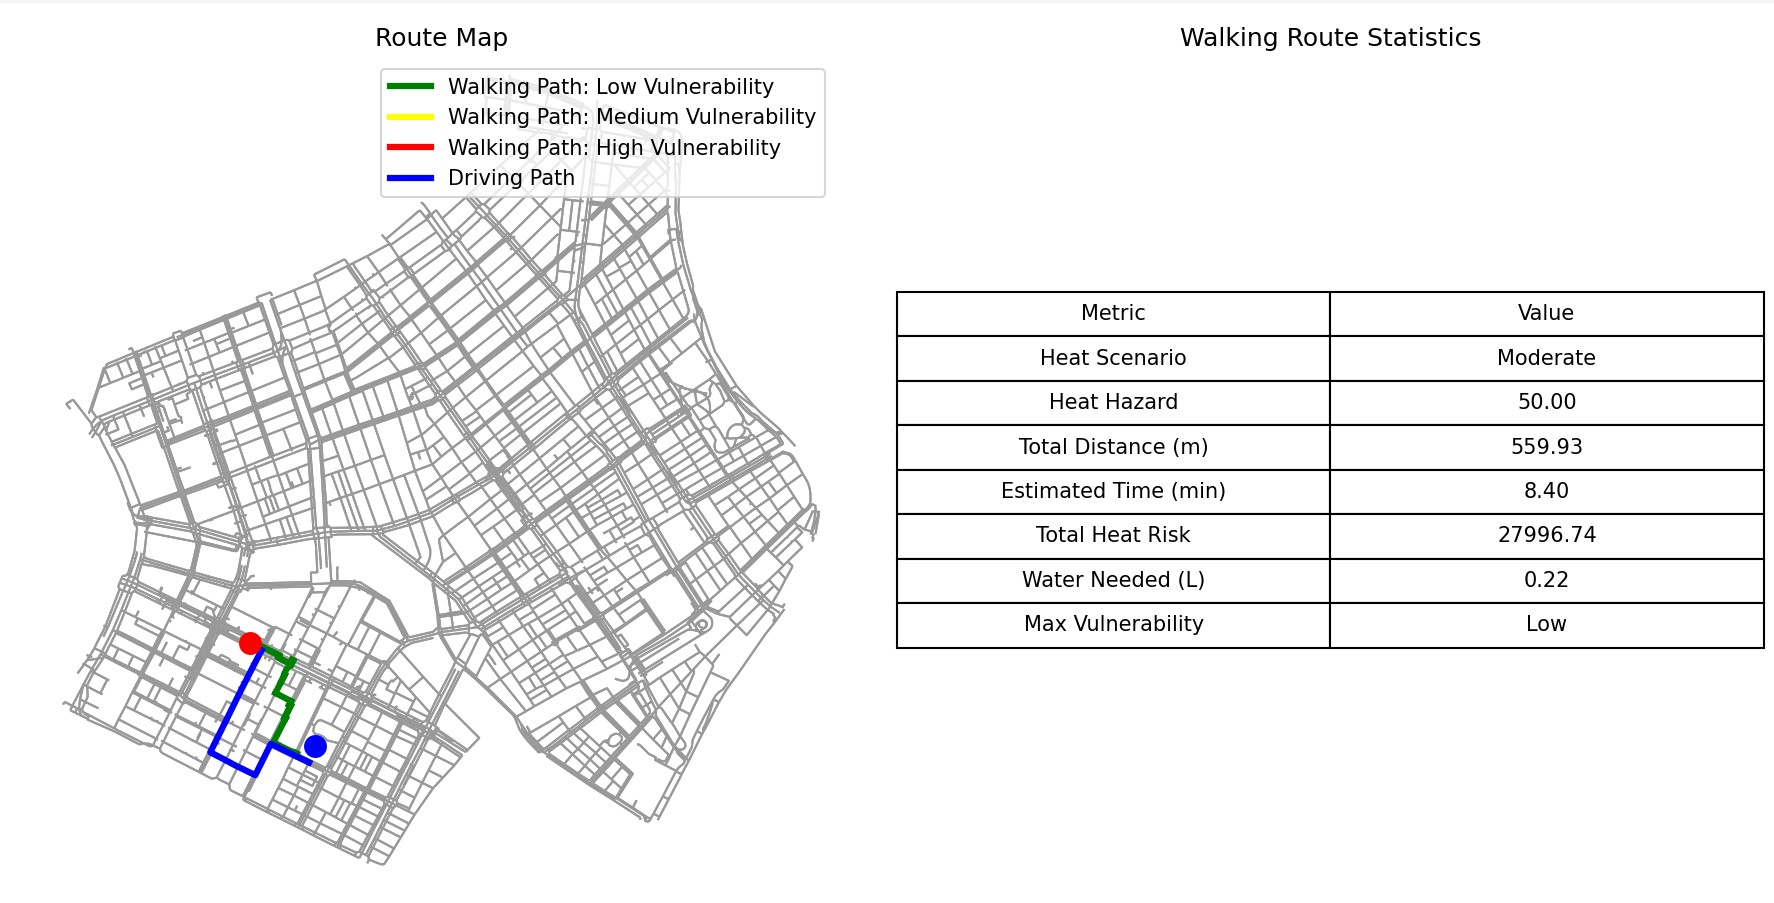 Route Map
Walking Path: Low Vulnerability
Walking Path: Medium Vulnerability
Walking Path: High Vulnerability
Driving Path
Walking Route Statistics
Metric Value
Heat Scenario Moderate
Heat Hazard 50.00
Total Distance (m) 559.93
Estimated Time (min) 8.40
Total Heat Risk 27996.74
Water Needed (L) 0.22
Max Vulnerability Low